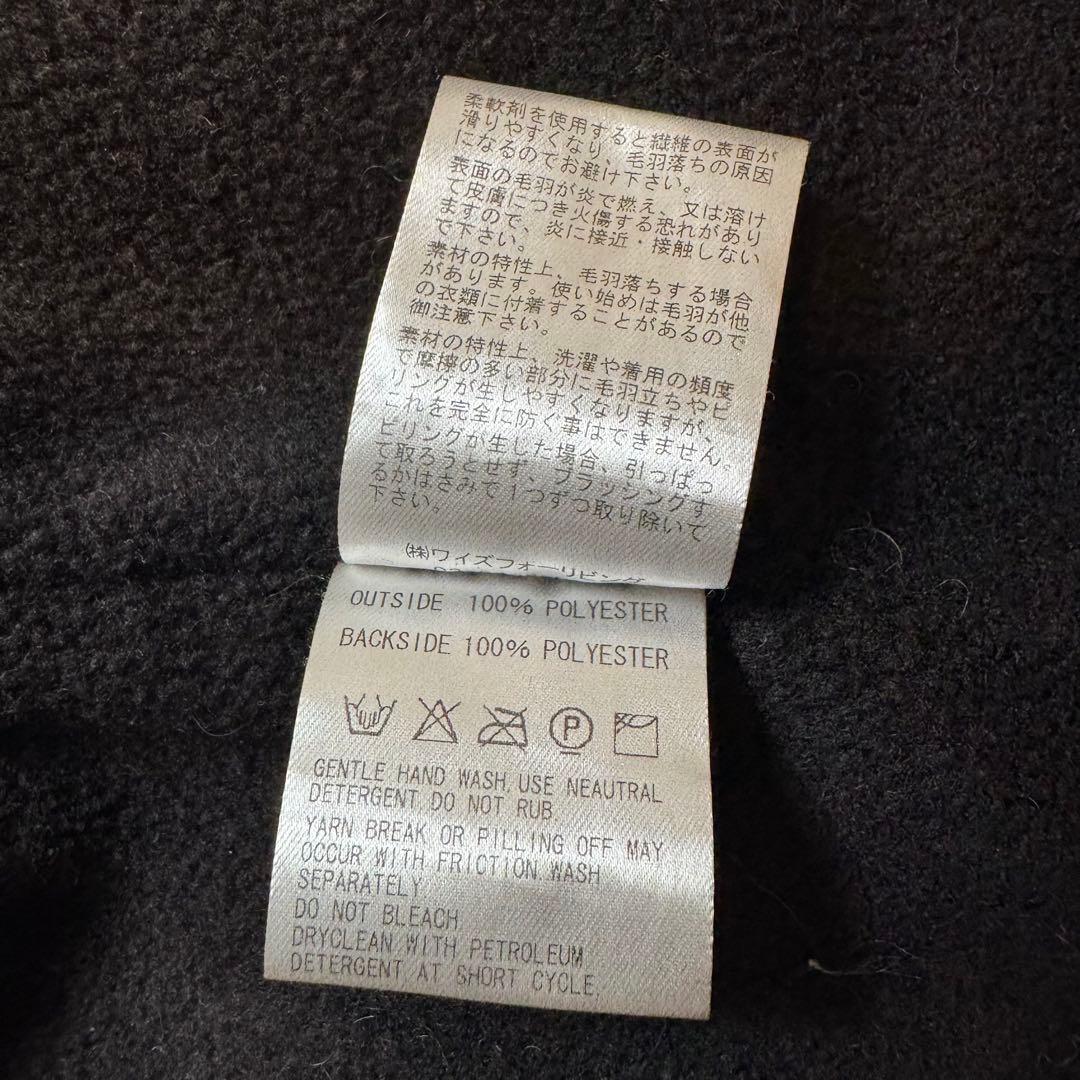 柔軟剤を使用すると繊維の表面が
滑りやすくなり、毛羽落ちの原因
になるのでお避け下さい。
表面の毛羽が炎で燃え、又は溶け
て皮膚につき火傷する恐れがあり
ますので、炎に接近・接触しない
で下さい。
素材の特性上、毛羽落ちする場合
があります。使い始めは毛羽が他
の衣類に付着することがあるので
御注意下さい。
素材の特性上、洗濯や着用の頻度
で摩擦の多い部分に毛羽立ちやピ
リングが生じやすくなりますが、
これを完全に防ぐ事はできません。
ピリングが生じた場合、引っぱっ
て取ろうとせず、ブラッシングす
るかはさみで1つずつ取り除いて
下さい。
㈱ワイズフォーリビング
OUTSIDE 100% POLYESTER
BACKSIDE 100% POLYESTER
P
GENTLE HAND WASH, USE NEAUTRAL
DETERGENT. DO NOT RUB.
YARN BREAK OR PILLING OFF MAY
OCCUR WITH FRICTION WASH
SEPARATELY.
DO NOT BLEACH
DRYCLEAN WITH PETROLEUM
DETERGENT AT SHORT CYCLE.